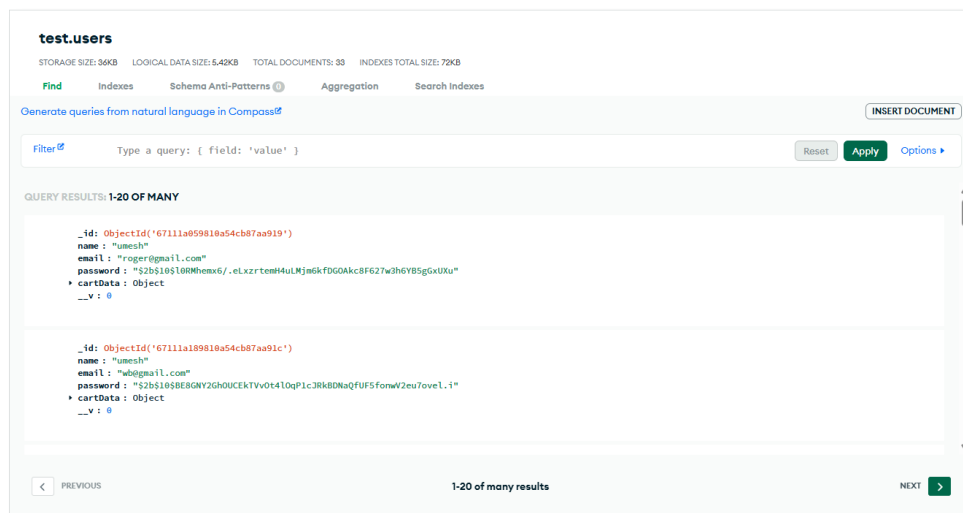 test.users
STORAGE SIZE: 36KB LOGICAL DATA SIZE: 5.42KB TOTAL DOCUMENTS: 33 INDEXES TOTAL SIZE: 72KB
Find Indexes Schema Anti-Patterns 0 Aggregation Search Indexes
Generate queries from natural language in Compass
INSERT DOCUMENT
Filter Type a query: { field: 'value' } Reset Apply Options
QUERY RESULTS: 1-20 OF MANY
_id: ObjectId('67111a059810a54cb87aa919')
name : "umesh"
email : "roger@gmail.com"
password : "$2b$10$l0RMhemx6/.eLxzrtemH4uLMjm6kfDGOAkc8F627w3h6YB5gGxUXu"
cartData : Object
__v : 0
_id: ObjectId('67111a189810a54cb87aa91c')
name : "umesh"
email : "wb@gmail.com"
password : "$2b$10$BE8GNY2GhOUCEkTVvOt4lOqP1cJRkBDNaQfUF5fonwV2eu7ovel.i"
cartData : Object
__v : 0
PREVIOUS 1-20 of many results NEXT